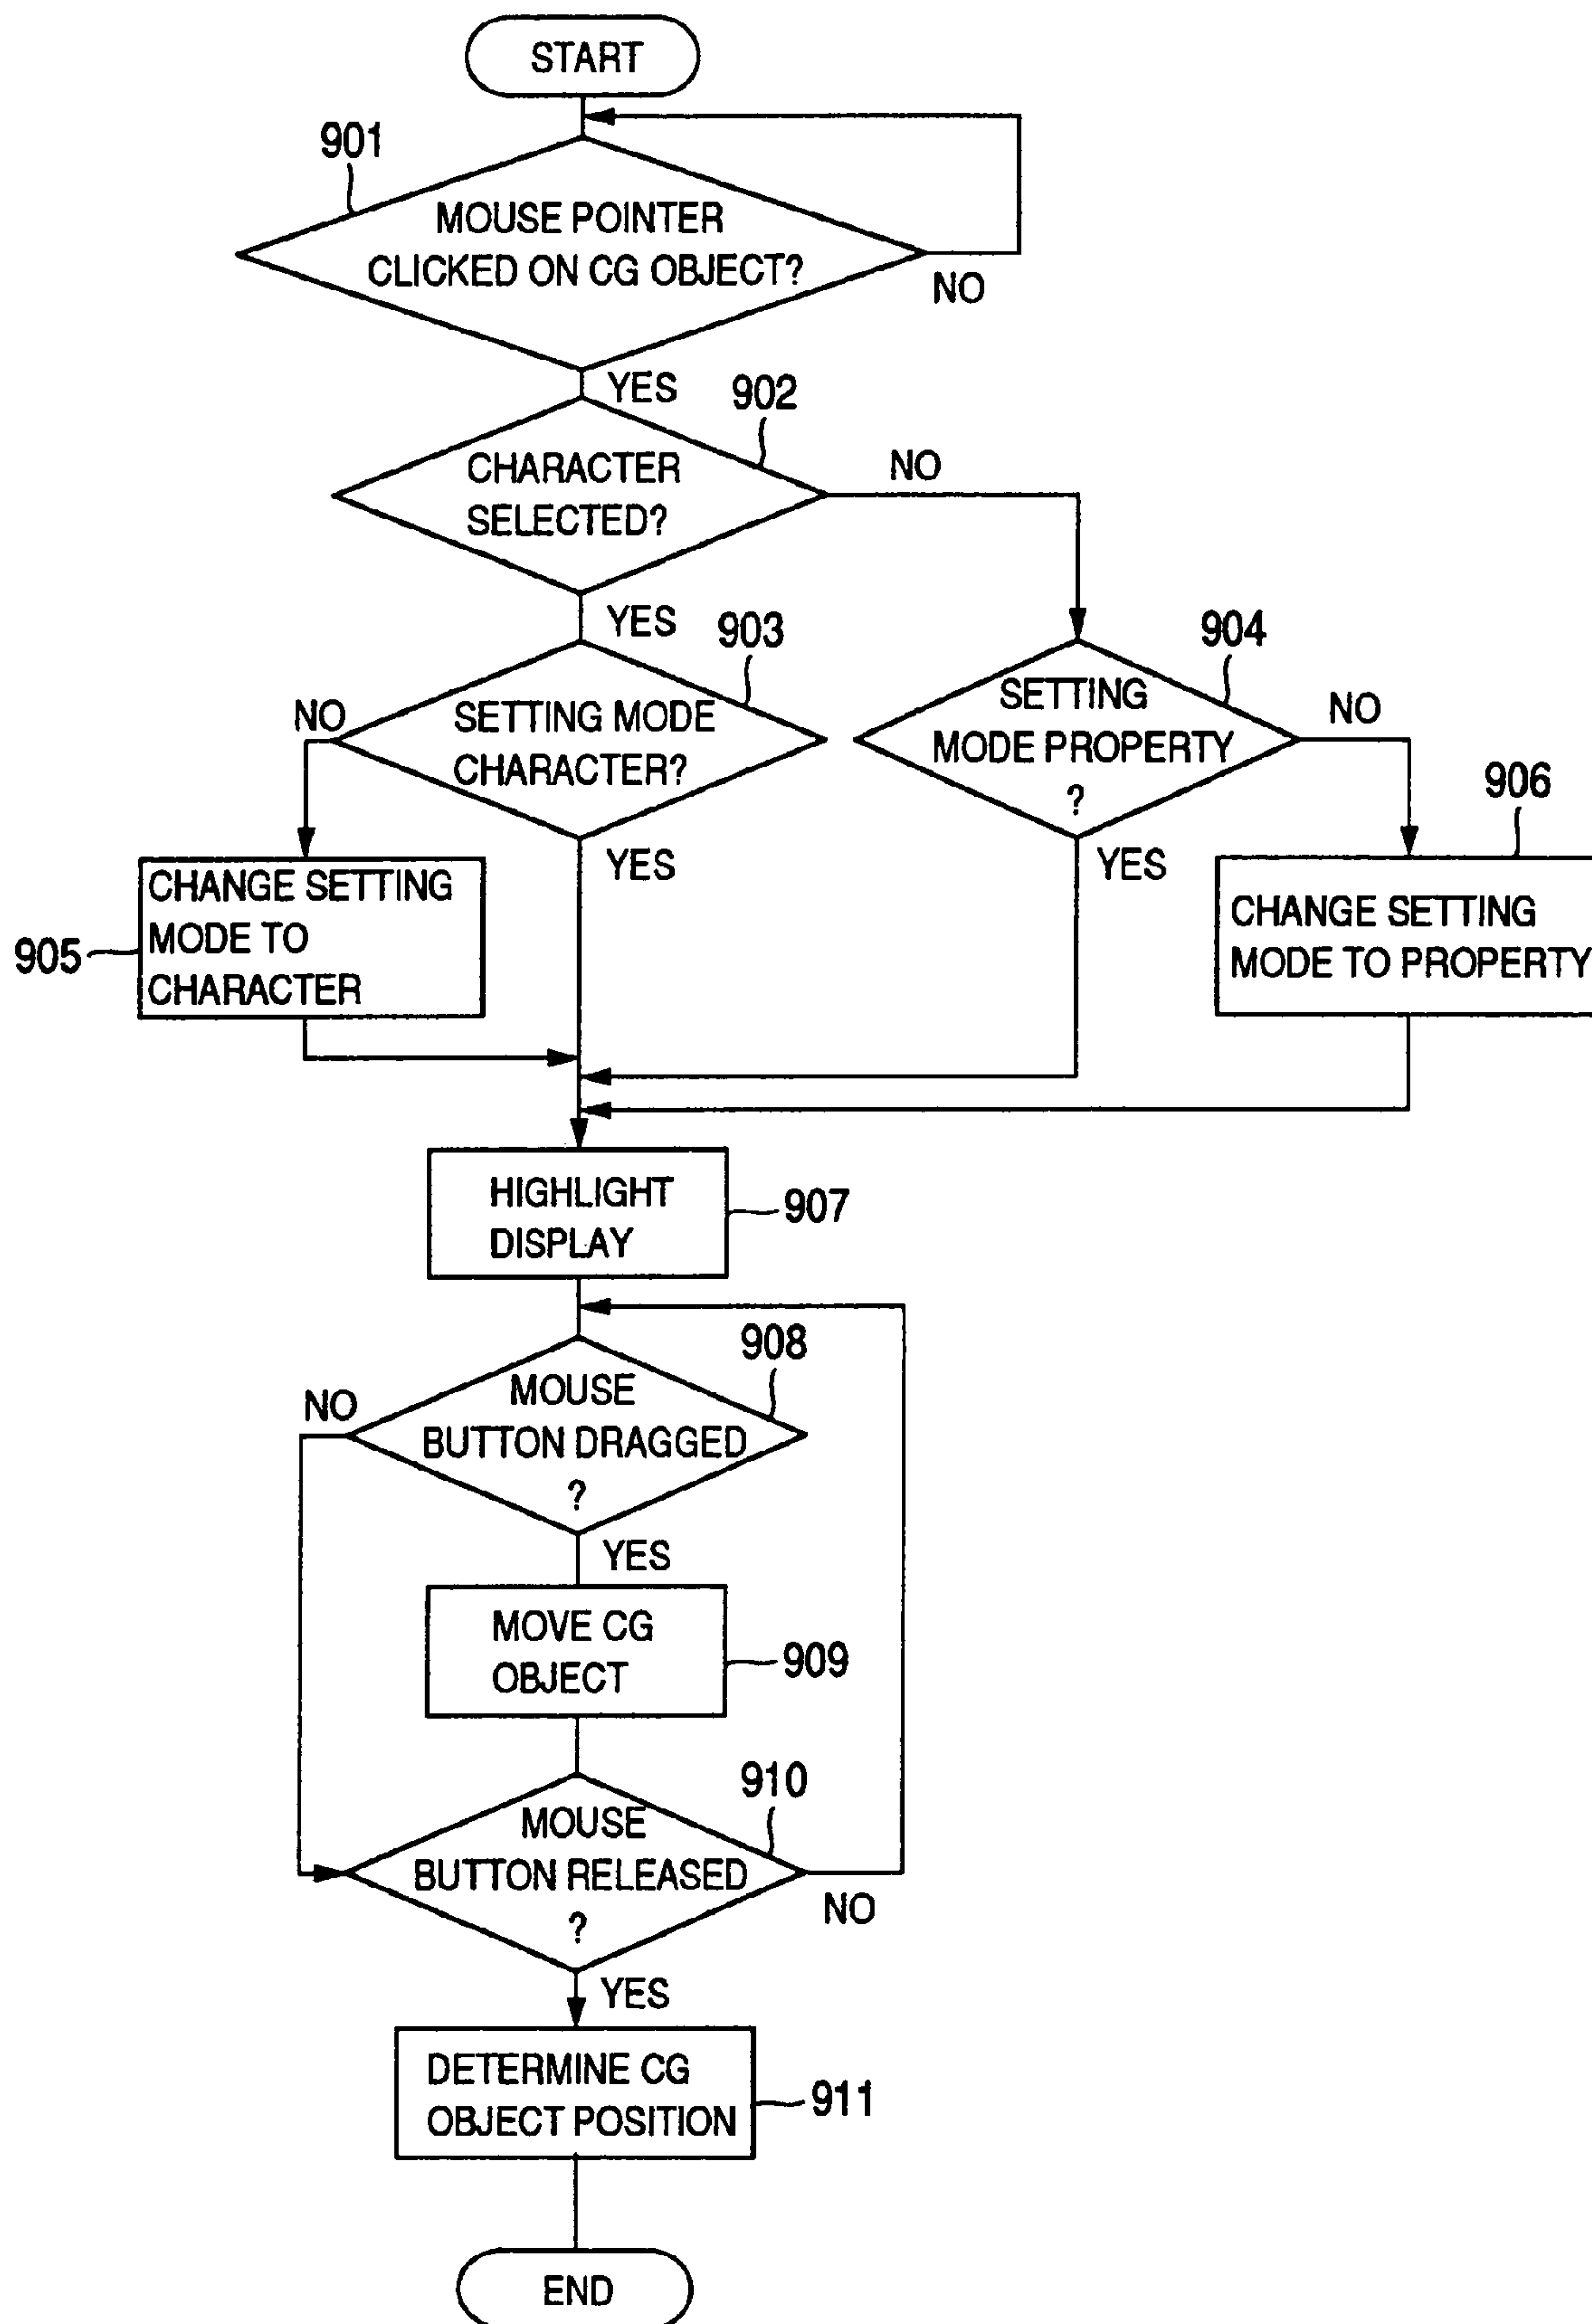 START
901
MOUSE POINTER
CLICKED ON CG OBJECT?
NO
YES
902
CHARACTER
SELECTED?
NO
YES
903
SETTING MODE
CHARACTER?
NO
YES
904
SETTING
MODE PROPERTY
?
NO
YES
905
CHANGE SETTING
MODE TO
CHARACTER
906
CHANGE SETTING
MODE TO PROPERTY
HIGHLIGHT
DISPLAY
907
908
MOUSE
BUTTON DRAGGED
?
NO
YES
MOVE CG
OBJECT
909
910
MOUSE
BUTTON RELEASED
?
NO
YES
DETERMINE CG
OBJECT POSITION
911
END